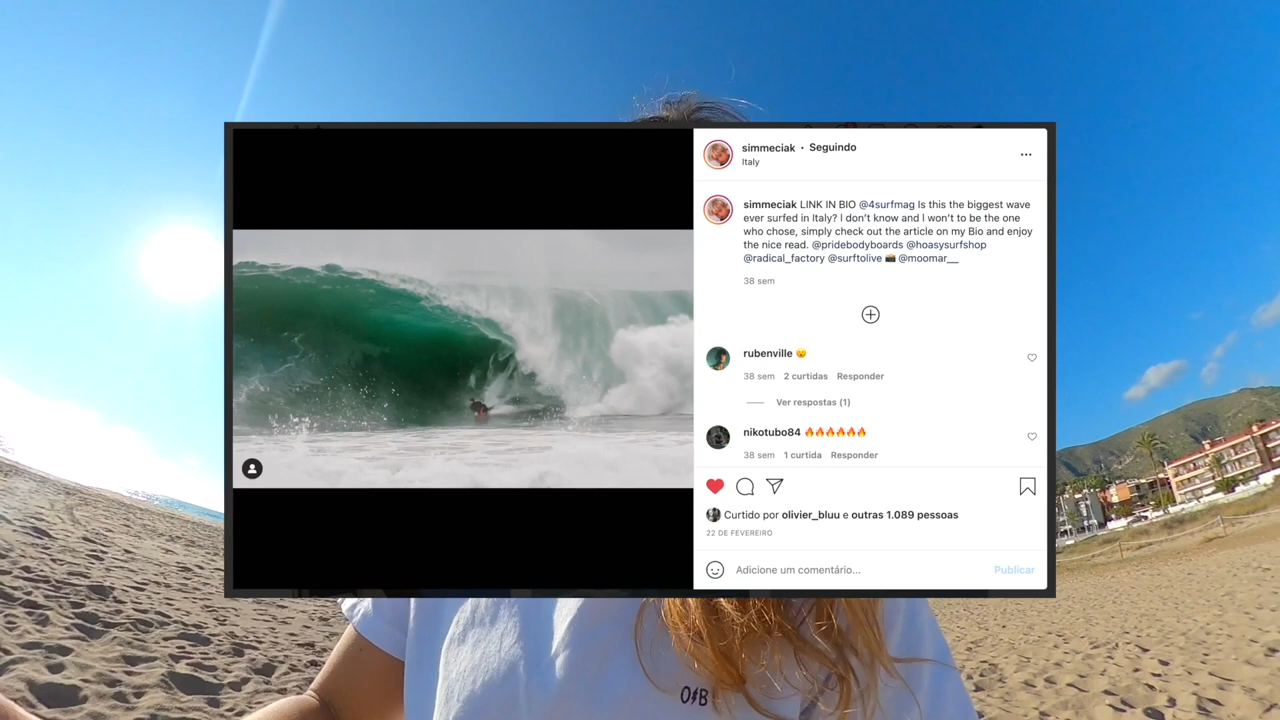 simmeciak • Seguindo
Italy
simmeciak LINK IN BIO @4surfmag Is this the biggest wave
ever surfed in Italy? I don't know and I won't to be the one
who chose, simply check out the article on my Bio and enjoy
the nice read. @pridebodyboards @hoasysurfshop
@radical_factory @surftolive 📸 @moomar__
38 sem
rubenville 😮
38 sem 2 curtidas Responder
Ver respostas (1)
nikotubo84 🔥🔥🔥🔥🔥🔥
38 sem 1 curtida Responder
Curtido por olivier_bluu e outras 1.089 pessoas
22 DE FEVEREIRO
Adicione um comentário...
Publicar
O B